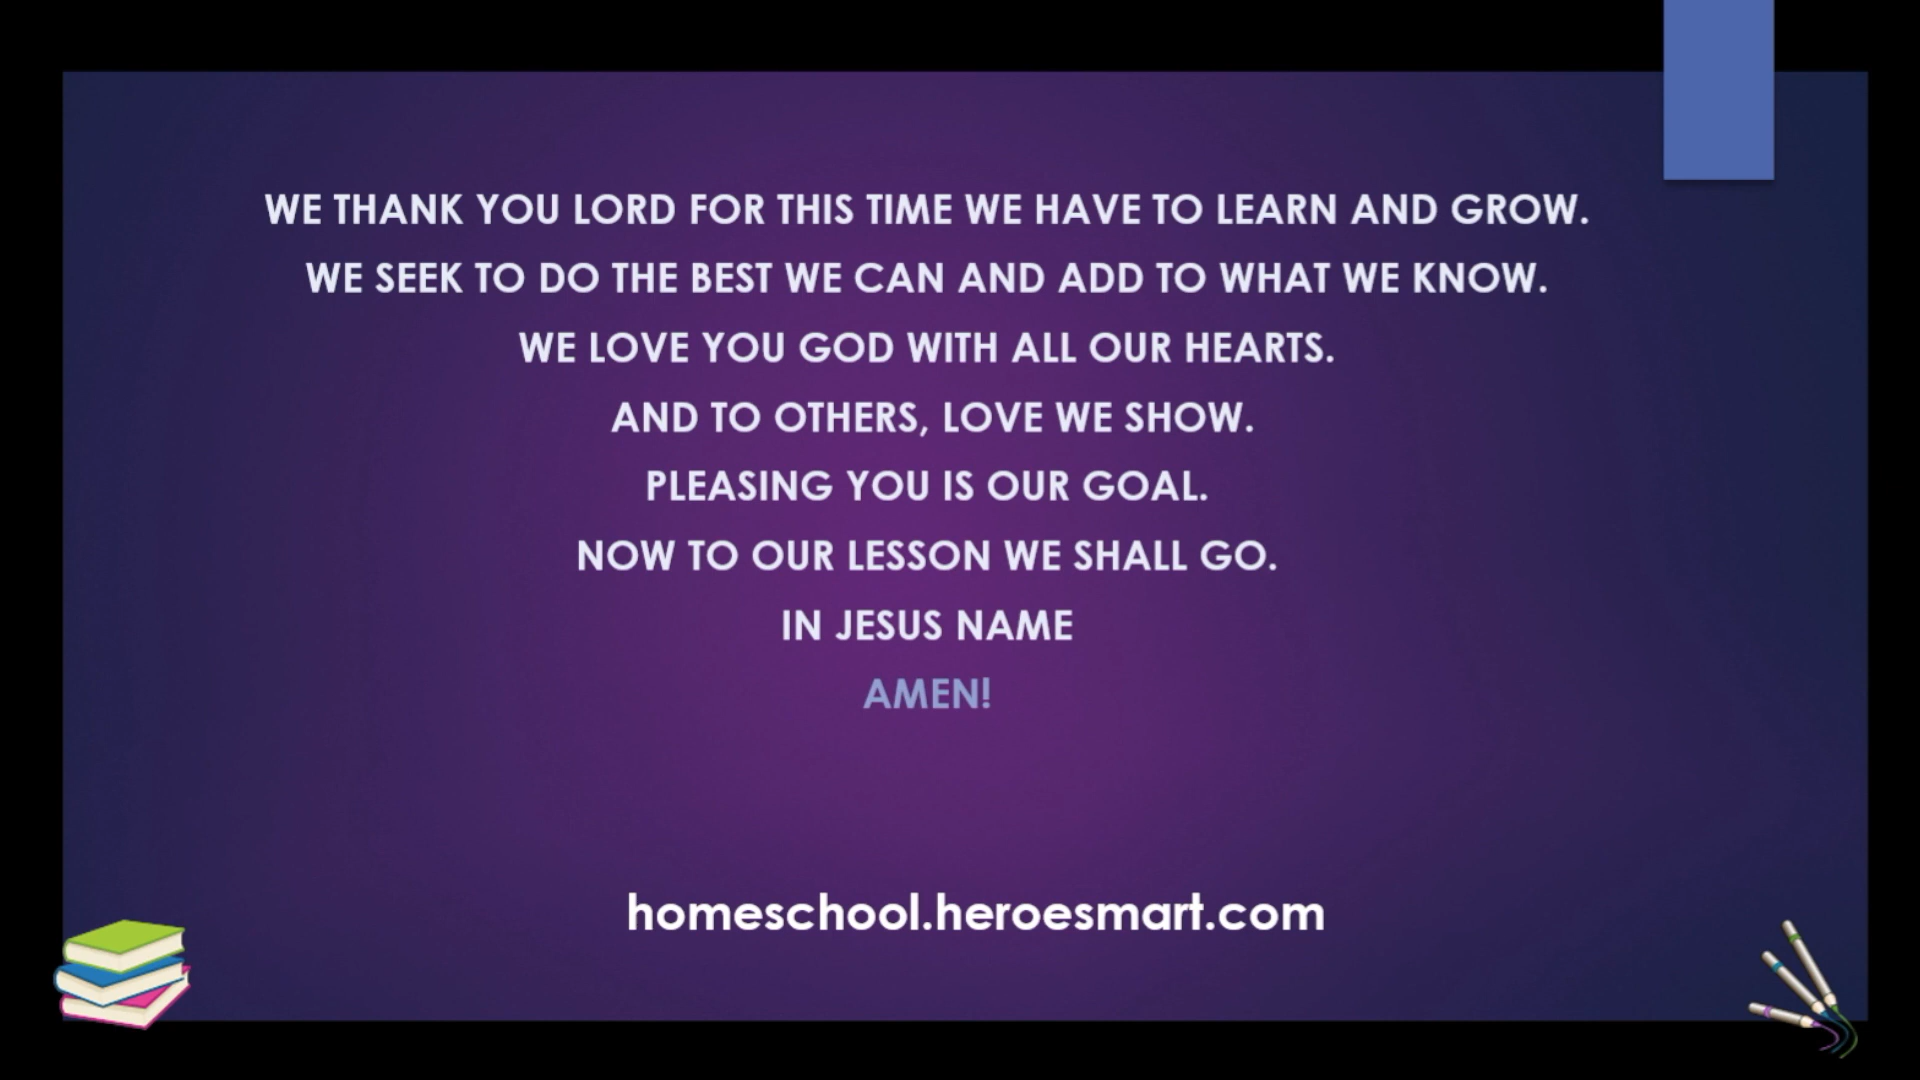 WE THANK YOU LORD FOR THIS TIME WE HAVE TO LEARN AND GROW.
WE SEEK TO DO THE BEST WE CAN AND ADD TO WHAT WE KNOW.
WE LOVE YOU GOD WITH ALL OUR HEARTS.
AND TO OTHERS, LOVE WE SHOW.
PLEASING YOU IS OUR GOAL.
NOW TO OUR LESSON WE SHALL GO.
IN JESUS NAME
AMEN!
homeschool.heroesmart.com